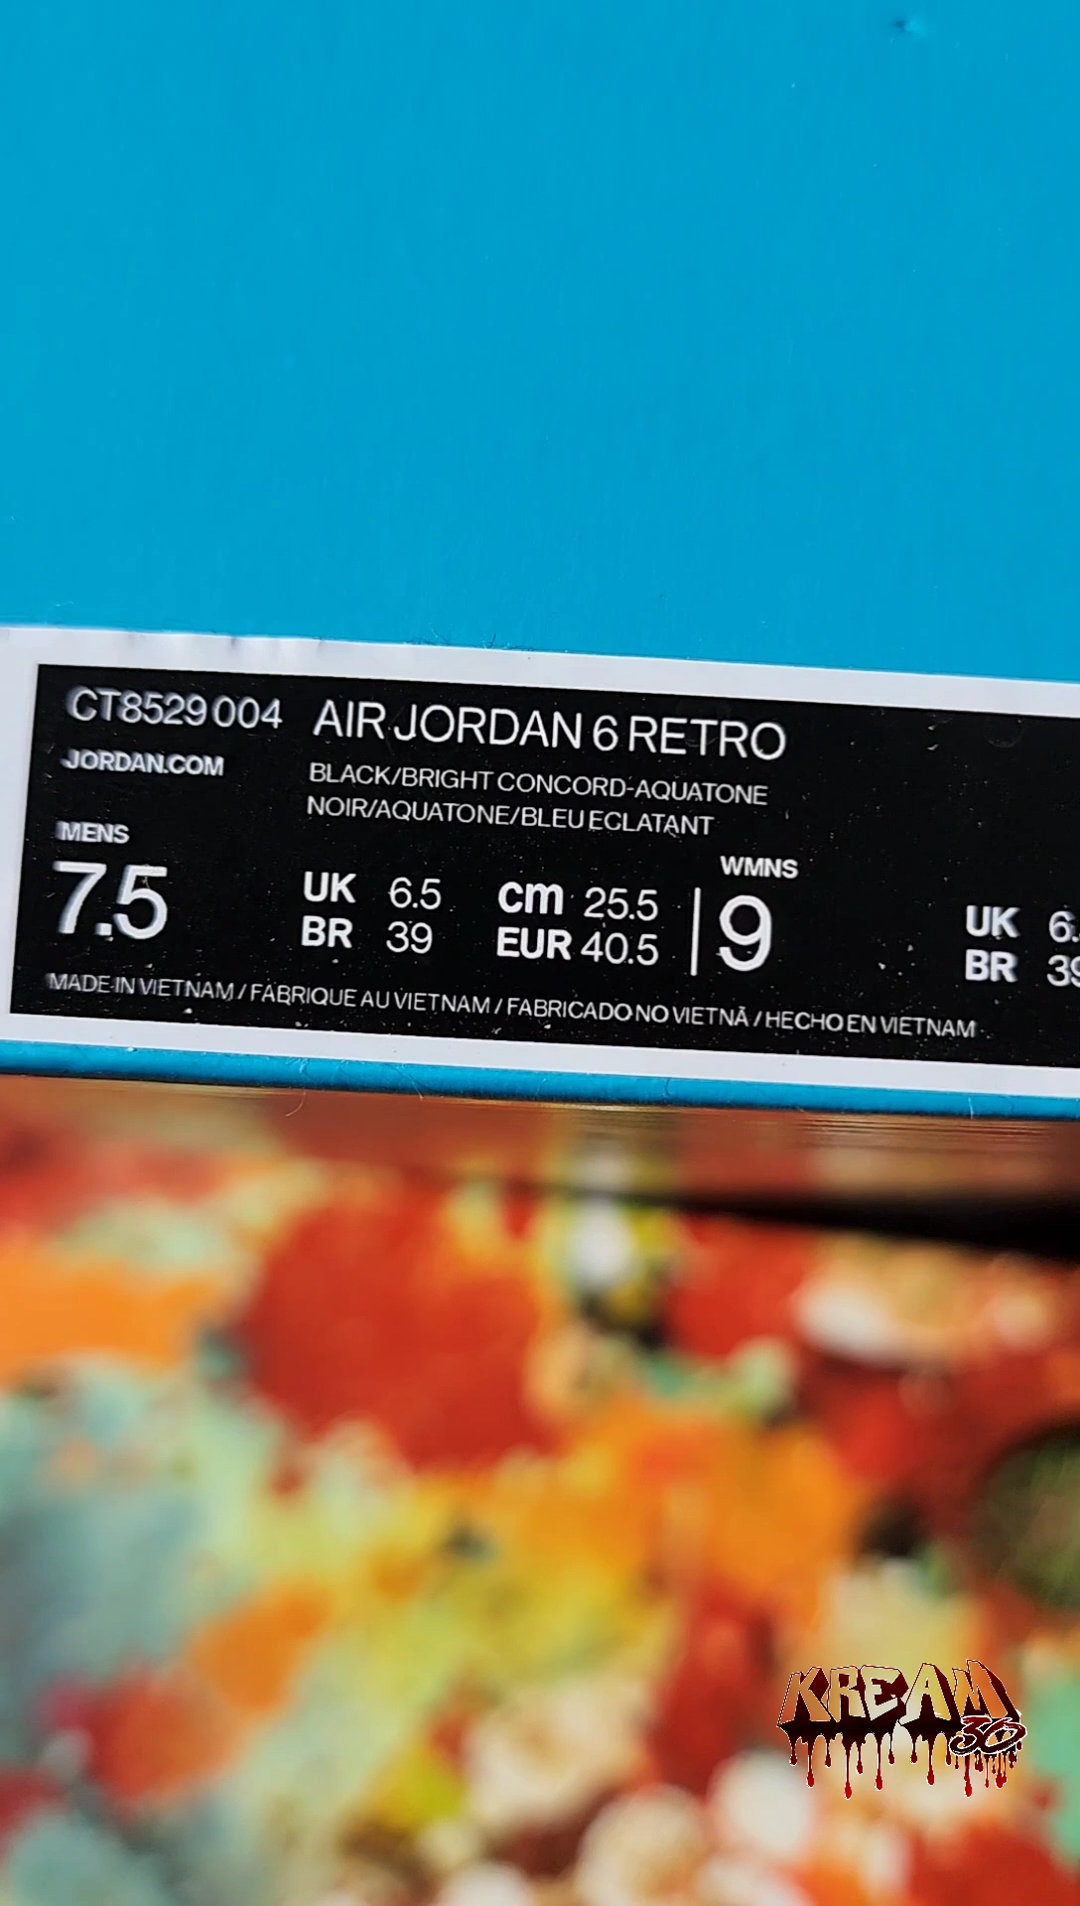 CT8529 004 AIR JORDAN 6 RETRO
JORDAN.COM
BLACK/BRIGHT CONCORD-AQUATONE
NOIR/AQUATONE/BLEU ECLATANT
MENS
7.5
UK 6.5 cm 25.5
BR 39 EUR 40.5
WMNS
9
UK 6.
BR 39
MADE IN VIETNAM / FABRIQUE AU VIETNAM / FABRICADO NO VIETNÃ / HECHO EN VIETNAM
KREAM
30